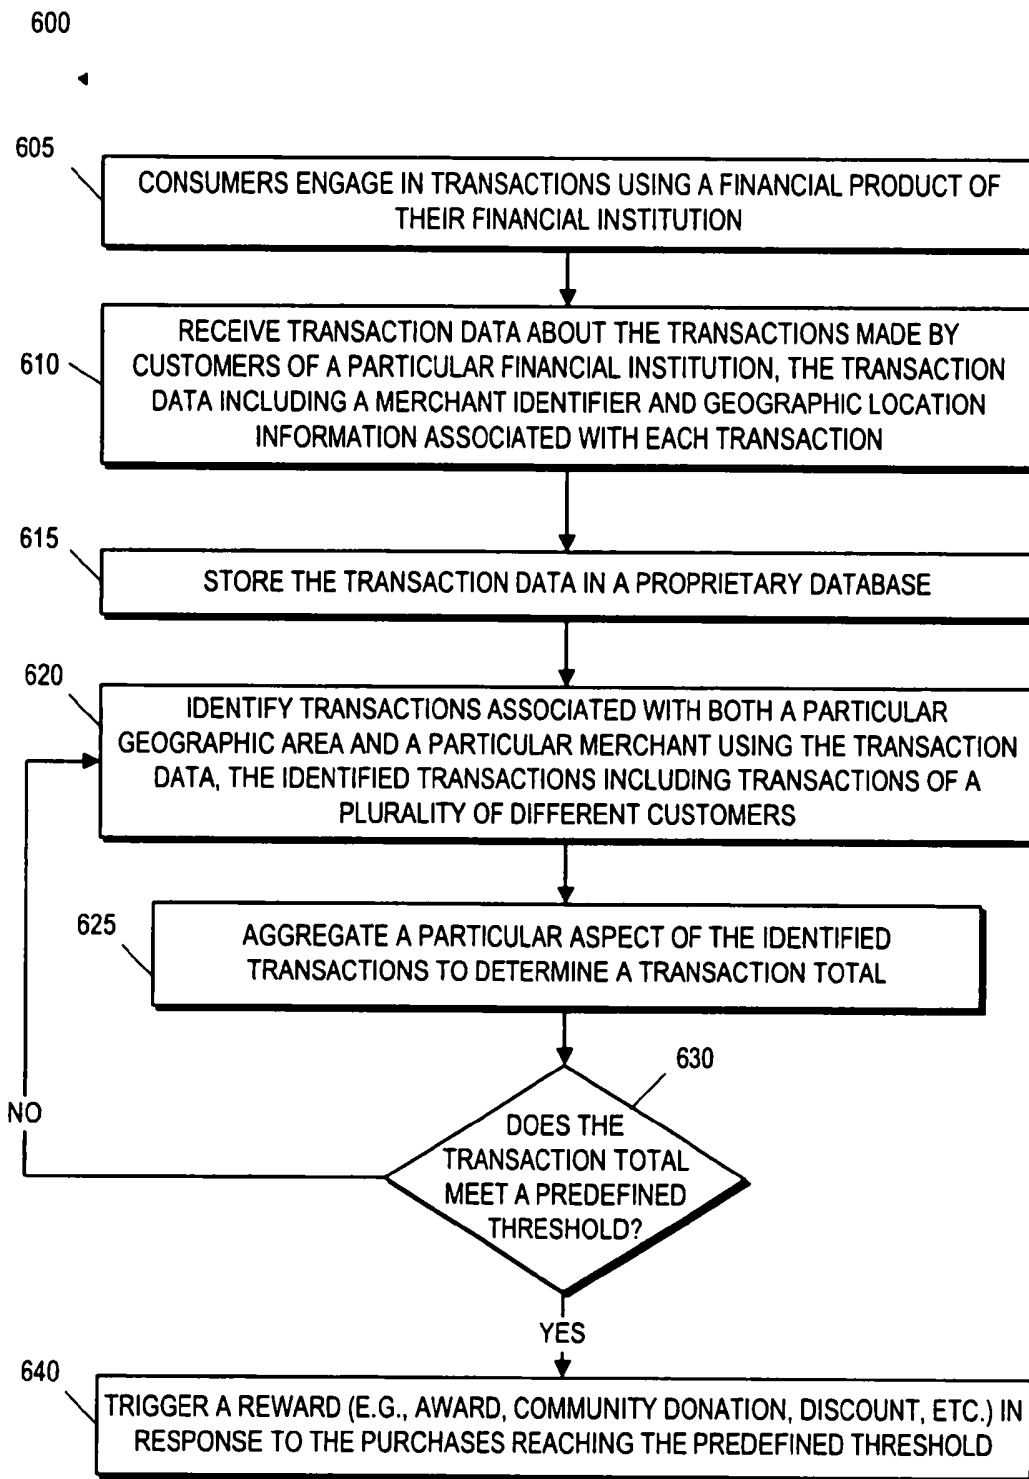 600
605
CONSUMERS ENGAGE IN TRANSACTIONS USING A FINANCIAL PRODUCT OF
THEIR FINANCIAL INSTITUTION
610
RECEIVE TRANSACTION DATA ABOUT THE TRANSACTIONS MADE BY
CUSTOMERS OF A PARTICULAR FINANCIAL INSTITUTION, THE TRANSACTION
DATA INCLUDING A MERCHANT IDENTIFIER AND GEOGRAPHIC LOCATION
INFORMATION ASSOCIATED WITH EACH TRANSACTION
615
STORE THE TRANSACTION DATA IN A PROPRIETARY DATABASE
620
IDENTIFY TRANSACTIONS ASSOCIATED WITH BOTH A PARTICULAR
GEOGRAPHIC AREA AND A PARTICULAR MERCHANT USING THE TRANSACTION
DATA, THE IDENTIFIED TRANSACTIONS INCLUDING TRANSACTIONS OF A
PLURALITY OF DIFFERENT CUSTOMERS
625
AGGREGATE A PARTICULAR ASPECT OF THE IDENTIFIED
TRANSACTIONS TO DETERMINE A TRANSACTION TOTAL
630
DOES THE
TRANSACTION TOTAL
MEET A PREDEFINED
THRESHOLD?
NO
YES
640
TRIGGER A REWARD (E.G., AWARD, COMMUNITY DONATION, DISCOUNT, ETC.) IN
RESPONSE TO THE PURCHASES REACHING THE PREDEFINED THRESHOLD